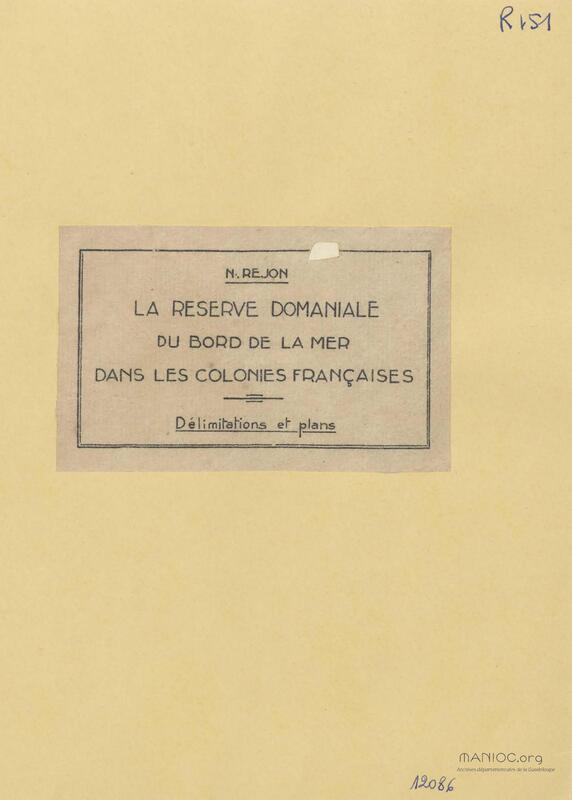 R 151
N. REJON
LA RESERVE DOMANIALE
DU BORD DE LA MER
DANS LES COLONIES FRANÇAISES
Délimitations et plans
MANIOC.org
Archives départementales de la Guadeloupe
12086